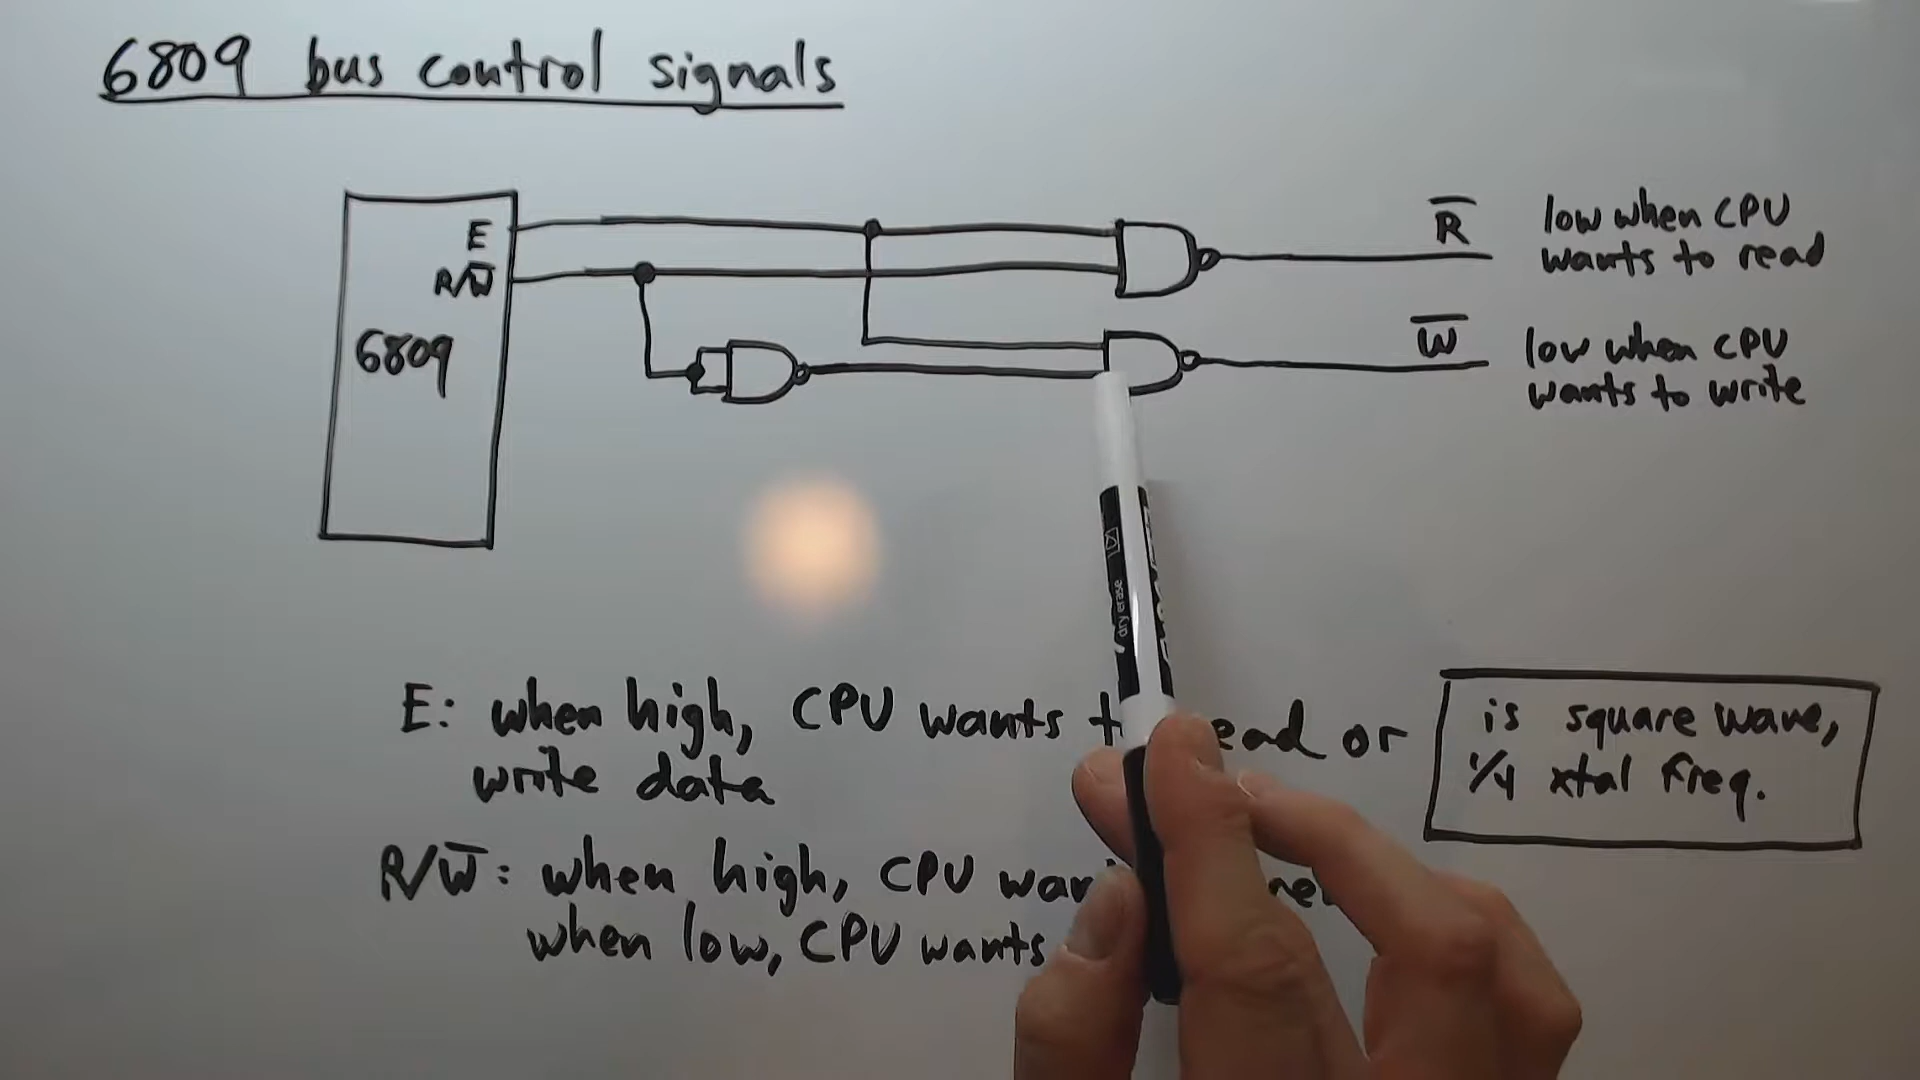 6809 bus control signals
E
R/W̅
6809
R̅
low when CPU
wants to read
W̅
low when CPU
wants to write
dry erase
E: when high, CPU wants or
write data
is square wave,
1/4 xtal freq.
R/W̅: when high, CPU
when low, CPU wants